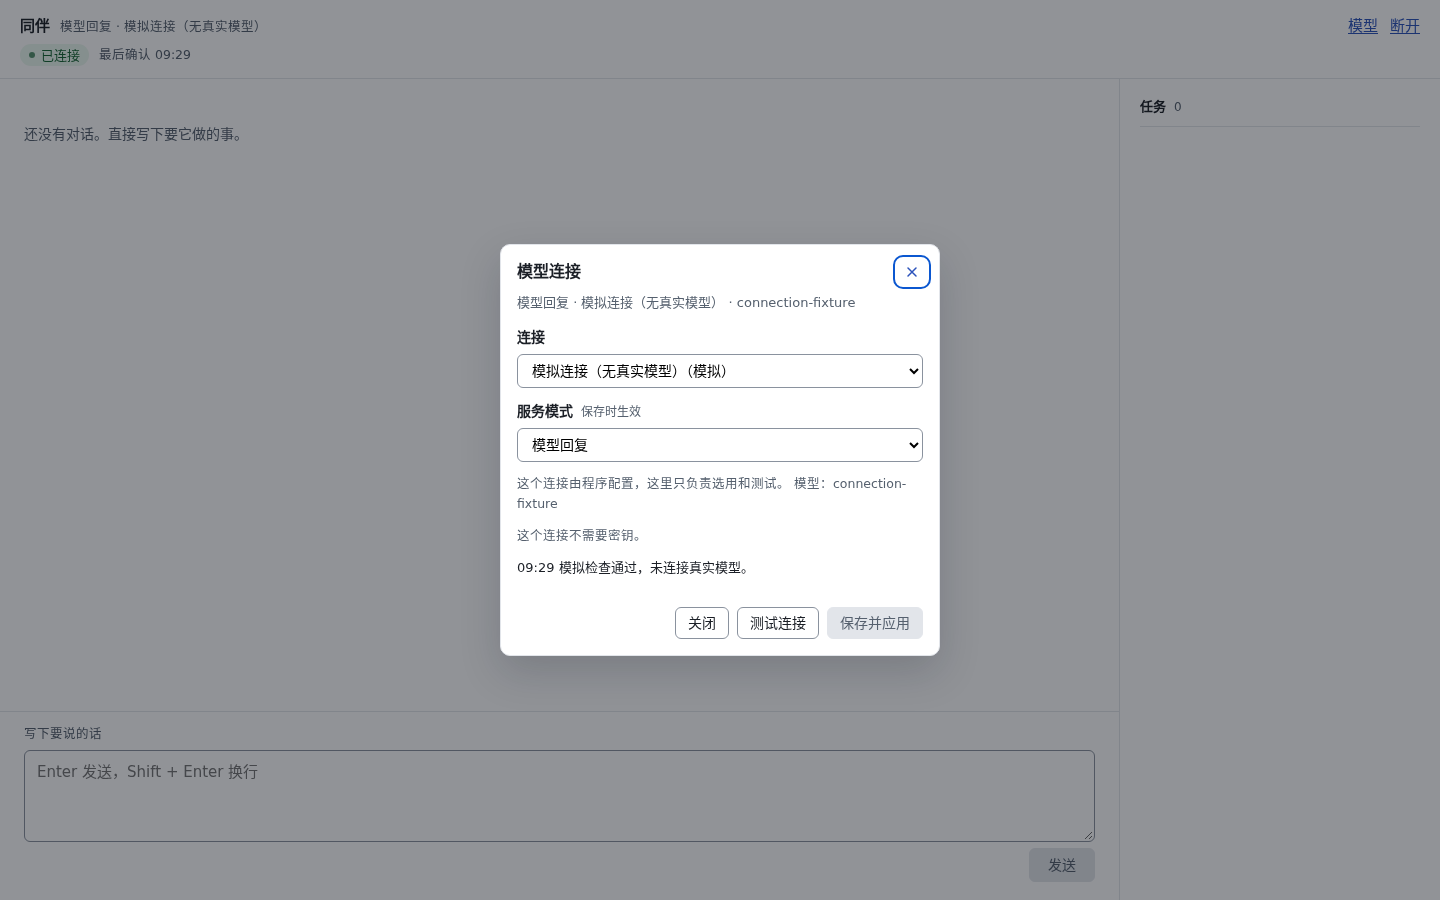 同伴 模型回复 · 模拟连接（无真实模型）
模型 断开
已连接 最后确认 09:29
任务 0
还没有对话。直接写下要它做的事。
模型连接
×
模型回复 · 模拟连接（无真实模型） · connection-fixture
连接
模拟连接（无真实模型）（模拟）
服务模式 保存时生效
模型回复
这个连接由程序配置，这里只负责选用和测试。 模型：connection-
fixture
这个连接不需要密钥。
09:29 模拟检查通过，未连接真实模型。
关闭 测试连接 保存并应用
写下要说的话
Enter 发送，Shift + Enter 换行
发送